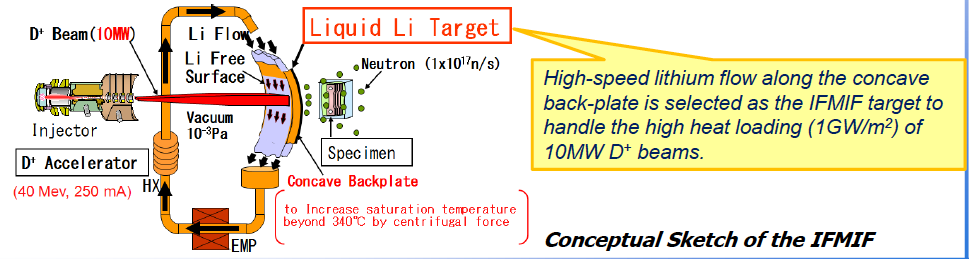 D⁺ Beam(10MW)
Li Flow
Li Free
Surface
Liquid Li Target
Neutron (1x10¹⁷n/s)
High-speed lithium flow along the concave
back-plate is selected as the IFMIF target to
handle the high heat loading (1GW/m²) of
10MW D⁺ beams.
Injector
Vacuum
10⁻³Pa
Specimen
D⁺ Accelerator
(40 Mev, 250 mA)
HX
Concave Backplate
to Increase saturation temperature
beyond 340℃ by centrifugal force
EMP
Conceptual Sketch of the IFMIF